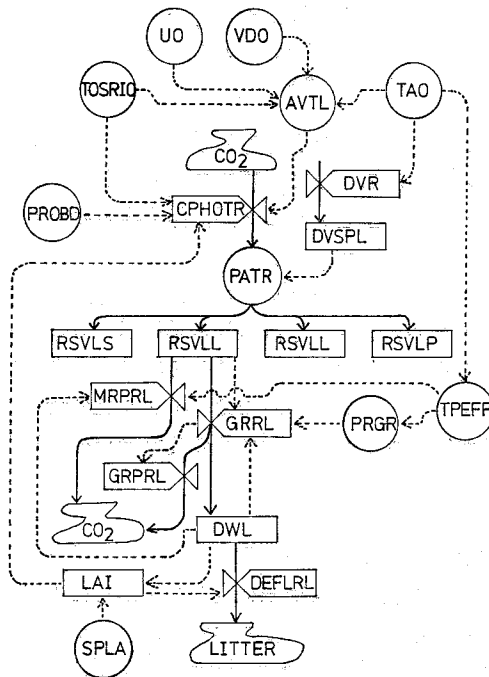 UO
VDO
TOSRIO
AVTL
TAO
CO2
DVR
CPHOTR
PROBD
DVSPL
PATR
RSVLS
RSVLL
RSVLL
RSVLP
MRPRL
GRRL
PRGR
TPEFF
GRPRL
CO2
DWL
LAI
DEFLRL
SPLA
LITTER